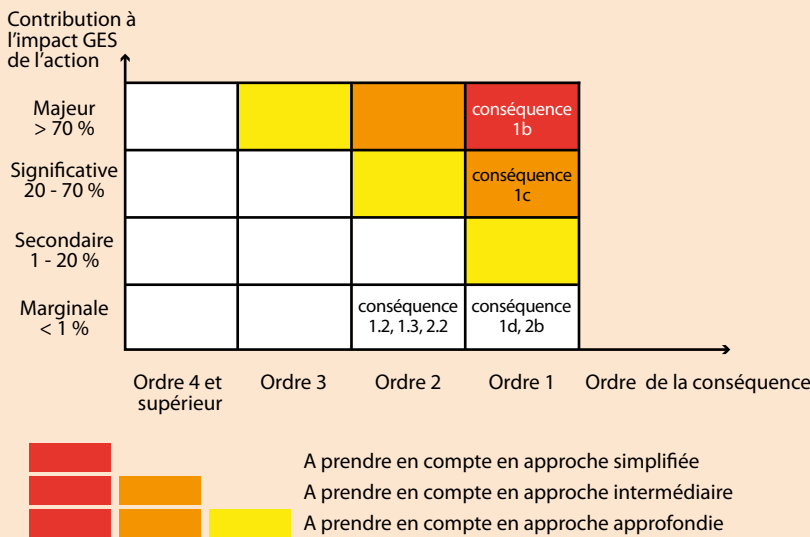 Contribution à
l'impact GES
de l'action
Majeur
> 70 %
conséquence
1b
Significative
20 - 70 %
conséquence
1c
Secondaire
1 - 20 %
Marginale
< 1 %
conséquence
1.2, 1.3, 2.2
conséquence
1d, 2b
Ordre 4 et
supérieur
Ordre 3
Ordre 2
Ordre 1
Ordre de la conséquence
A prendre en compte en approche simplifiée
A prendre en compte en approche intermédiaire
A prendre en compte en approche approfondie